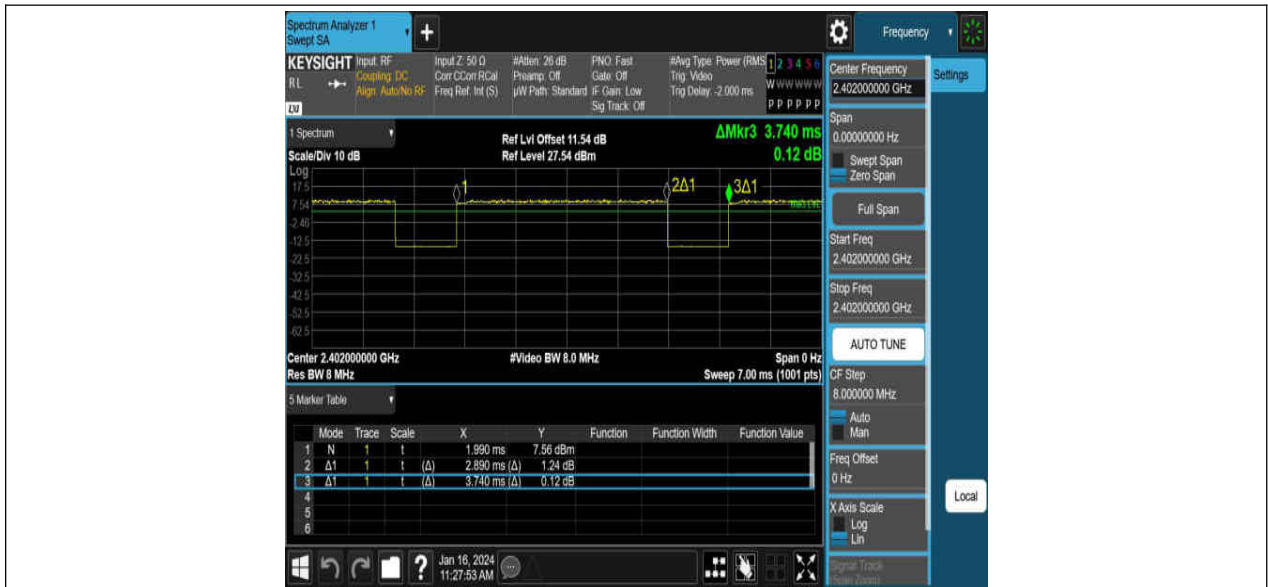 Spectrum Analyzer 1
Swept SA
+
Frequency
KEYSIGHT
RL
LXI
Input: RF
Coupling: DC
Align: Auto/No RF
Input Z: 50 Ω
Corr CCorr RCal
Freq Ref: Int (S)
#Atten: 26 dB
Preamp: Off
µW Path: Standard
PNO: Fast
Gate: Off
IF Gain: Low
Sig Track: Off
#Avg Type: Power (RMS
Trig: Video
Trig Delay: -2.000 ms
1 2 3 4 5 6
W W W W W W
P P P P P P
Center Frequency
2.402000000 GHz
Settings
1 Spectrum
Scale/Div 10 dB
Ref Lvl Offset 11.54 dB
Ref Level 27.54 dBm
ΔMkr3 3.740 ms
0.12 dB
Log
17.5
7.54
-2.46
-12.5
-22.5
-32.5
-42.5
-52.5
-62.5
1
2Δ1
3Δ1
Center 2.402000000 GHz
#Video BW 8.0 MHz
Span 0 Hz
Res BW 8 MHz
Sweep 7.00 ms (1001 pts)
Span
0.00000000 Hz
Swept Span
Zero Span
Full Span
Start Freq
2.402000000 GHz
Stop Freq
2.402000000 GHz
AUTO TUNE
CF Step
8.000000 MHz
Auto
Man
Freq Offset
0 Hz
X Axis Scale
Log
Lin
Signal Track
(Span Zoom)
Local
5 Marker Table
Mode Trace Scale X Y Function Function Width Function Value
1 N 1 t 1.990 ms 7.56 dBm
2 Δ1 1 t (Δ) 2.890 ms (Δ) 1.24 dB
3 Δ1 1 t (Δ) 3.740 ms (Δ) 0.12 dB
4
5
6
?
Jan 16, 2024
11:27:53 AM